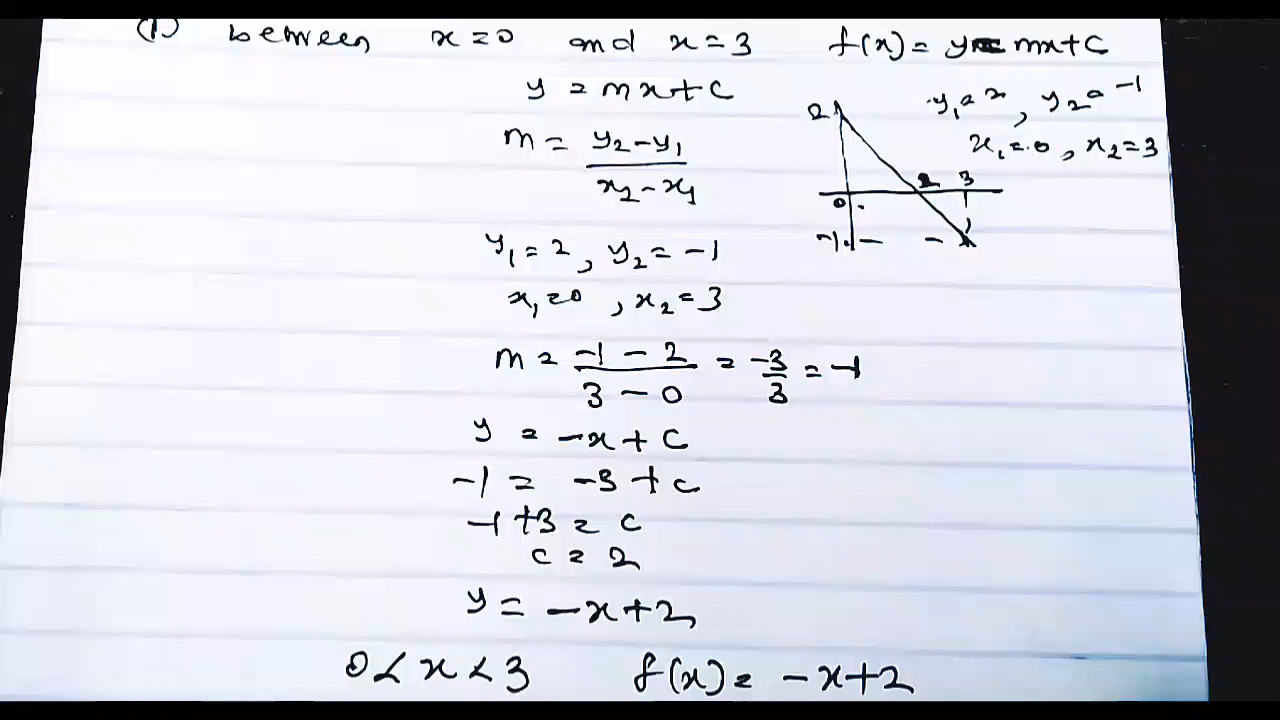 (1) between x=0 and x=3 f(x)= y= mx+c
y = mx+c
y₁= 2, y₂= -1
x₁=0, x₂=3
m = (y₂-y₁)/(x₂-x₁)
2
2 3
0
-1
y₁=2, y₂= -1
x₁=0, x₂=3
m = (-1-2)/(3-0) = -3/3 = -1
y = -x+c
-1 = -3+c
-1+3 = c
c = 2
y = -x+2
0<x<3 f(x)= -x+2